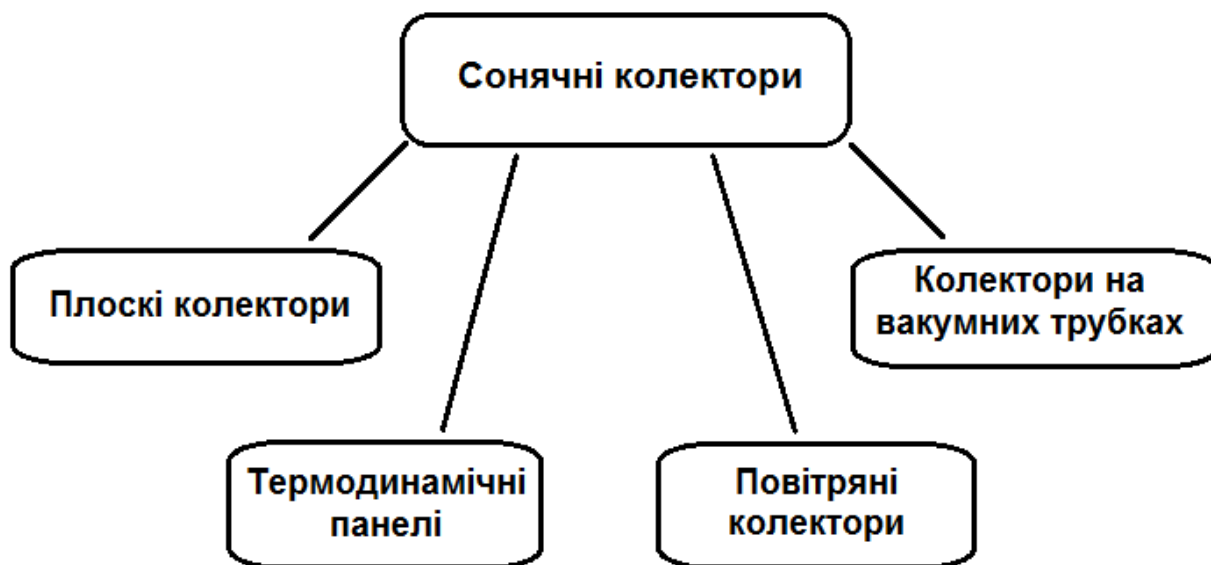 Сонячні колектори
Плоскі колектори
Колектори на
вакумних трубках
Термодинамічні
панелі
Повітряні
колектори